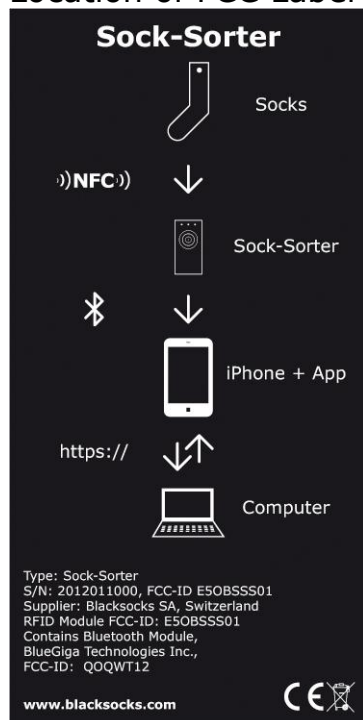 Location of FCC Label
Sock-Sorter
Socks
))NFC))
Sock-Sorter
iPhone + App
https://
Computer
Type: Sock-Sorter
S/N: 2012011000, FCC-ID E5OBSSS01
Supplier: Blacksocks SA, Switzerland
RFID Module FCC-ID: E5OBSSS01
Contains Bluetooth Module,
BlueGiga Technologies Inc.,
FCC-ID: QOQWT12
www.blacksocks.com CE